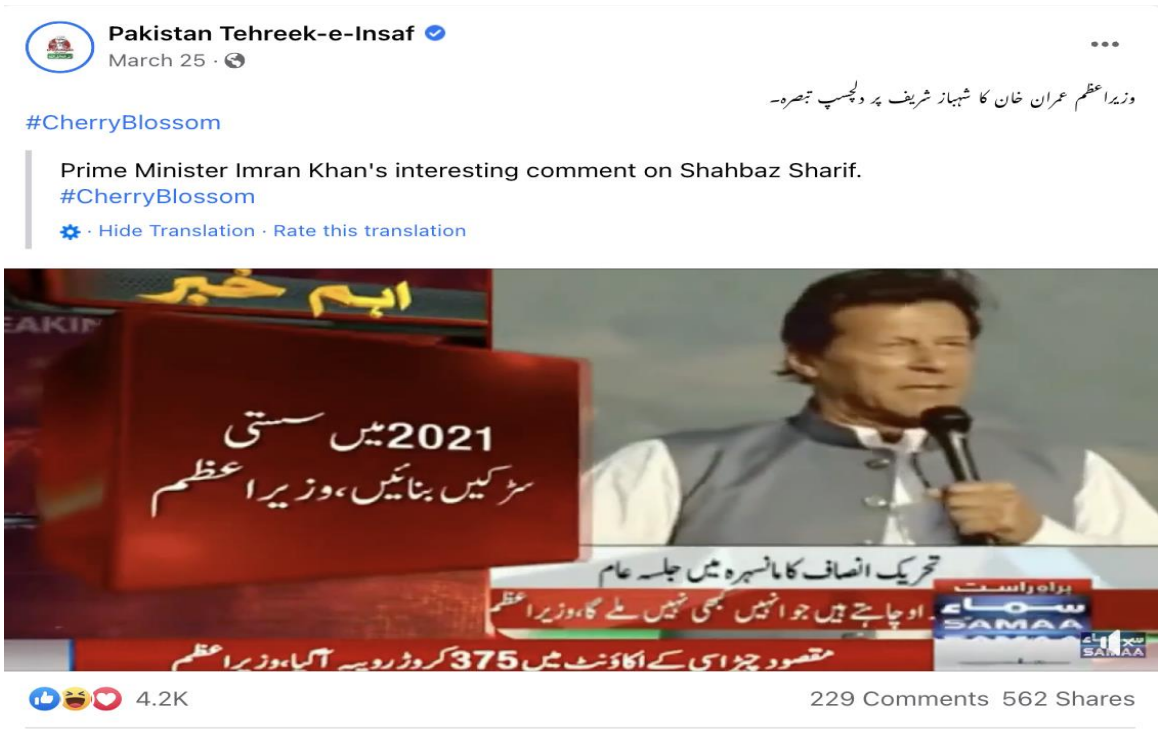 Pakistan Tehreek-e-Insaf
March 25 ·
وزیراعظم عمران خان کا شہباز شریف پر دلچسپ تبصرہ۔
#CherryBlossom
Prime Minister Imran Khan's interesting comment on Shahbaz Sharif.
#CherryBlossom
· Hide Translation · Rate this translation
اہم خبر
EAKIN
2021 میں سستی
سڑکیں بنائیں،وزیراعظم
تحریک انصاف کا مانسہرہ میں جلسہ عام
براہ راست
او چاہتے ہیں جو انہیں کبھی نہیں ملے گا،وزیراعظم
سماء
SAMAA
SAMAA
مقصود چپڑاسی کے اکاؤنٹ میں 375 کروڑ روپیہ آگیا،وزیراعظم
4.2K
229 Comments 562 Shares